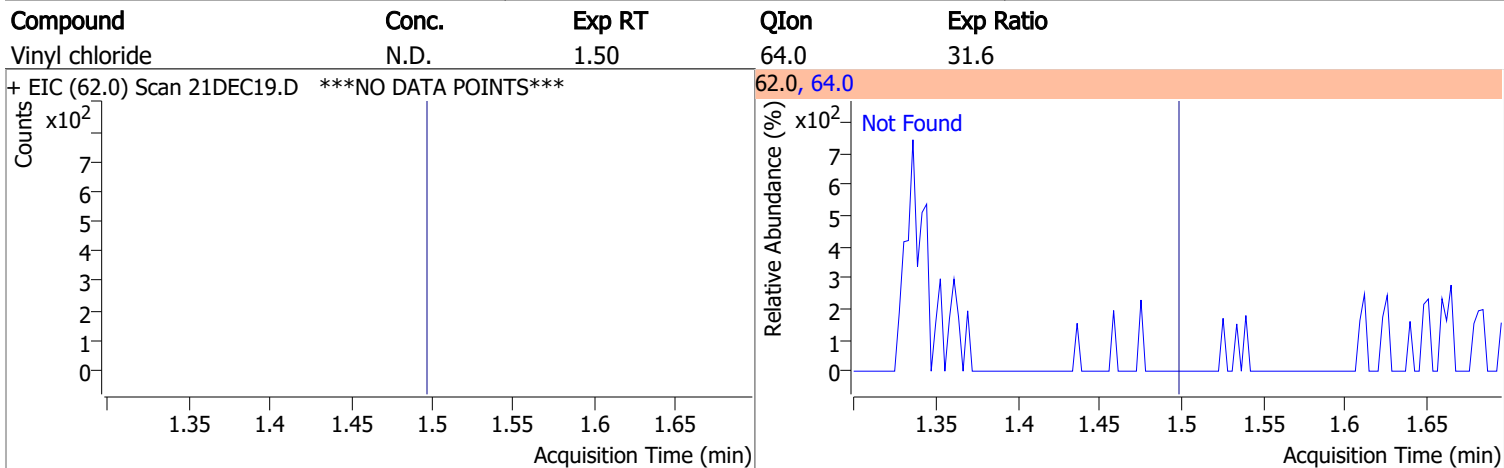 Compound Conc. Exp RT QIon Exp Ratio
Vinyl chloride N.D. 1.50 64.0 31.6
+ EIC (62.0) Scan 21DEC19.D ***NO DATA POINTS***
Counts
x10²
7
6
5
4
3
2
1
0
1.35 1.4 1.45 1.5 1.55 1.6 1.65
Acquisition Time (min)
62.0, 64.0
Relative Abundance (%)
x10²
Not Found
7
6
5
4
3
2
1
0
1.35 1.4 1.45 1.5 1.55 1.6 1.65
Acquisition Time (min)